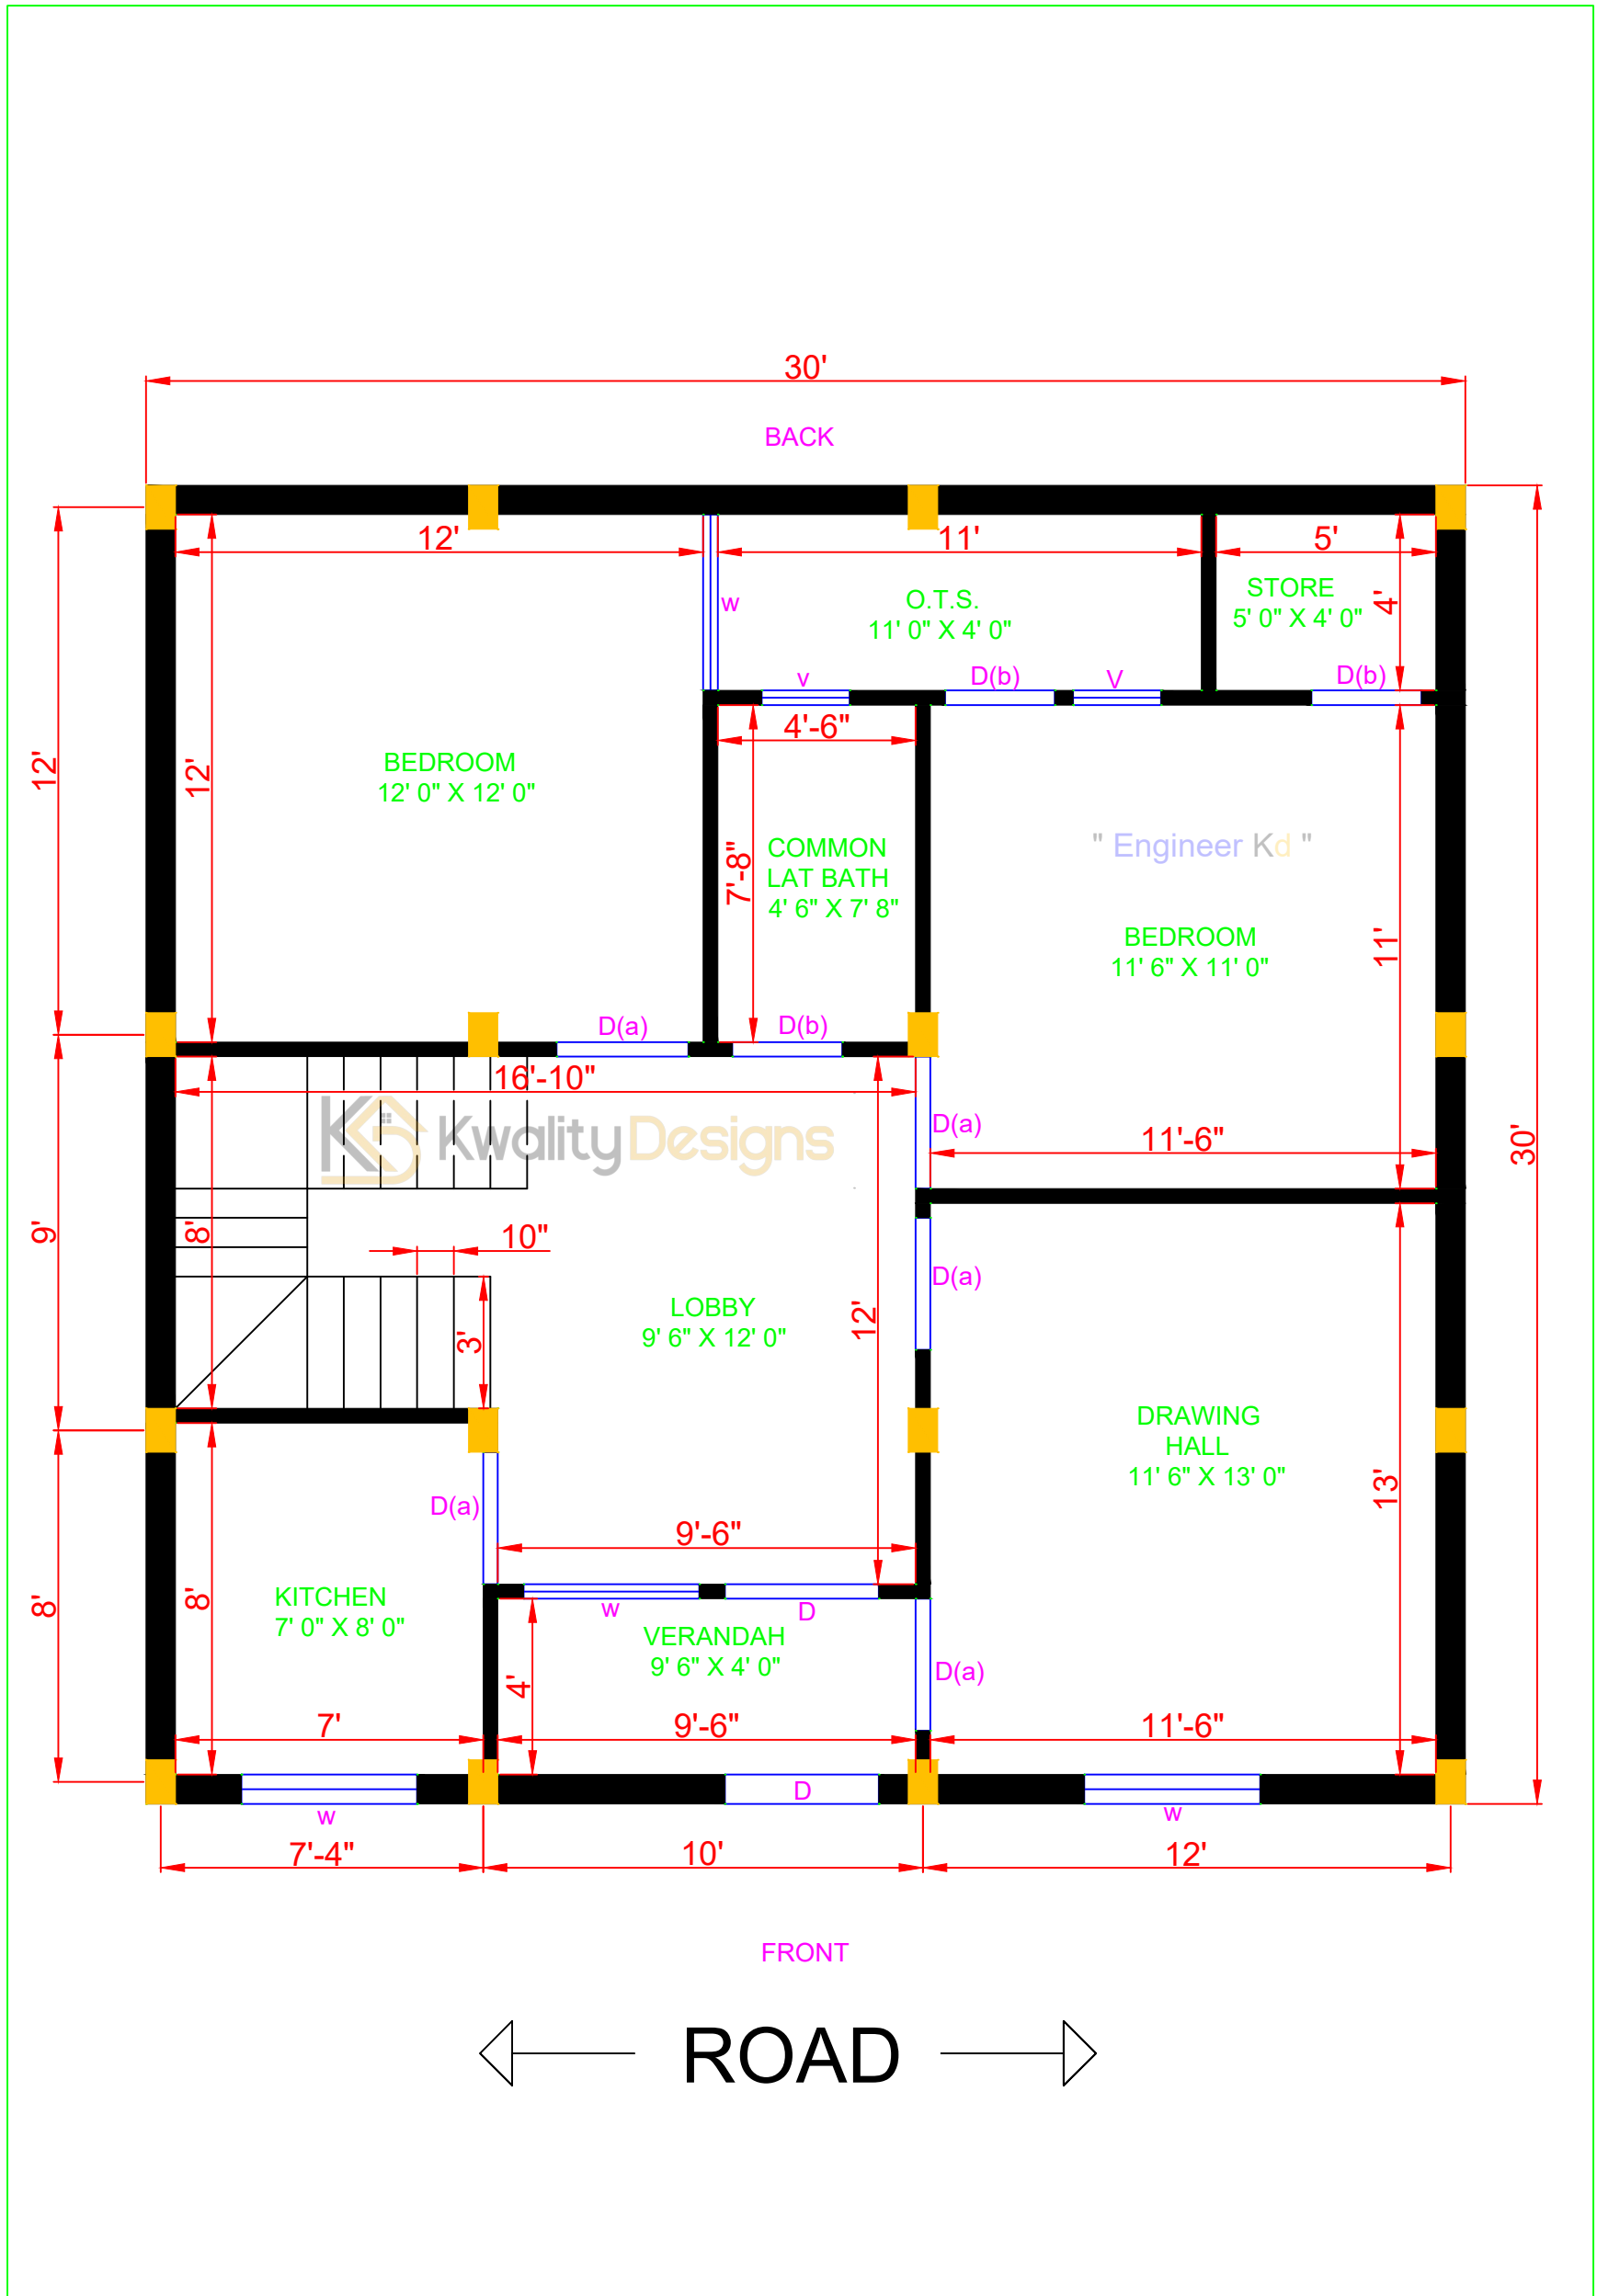 30'
BACK
12'
11'
5'
STORE
5' 0" X 4' 0"
4'
O.T.S.
11' 0" X 4' 0"
w
v
D(b)
V
D(b)
4'-6"
BEDROOM
12' 0" X 12' 0"
12'
12'
COMMON
LAT BATH
4' 6" X 7' 8"
7'-8"
" Engineer Kd "
BEDROOM
11' 6" X 11' 0"
11'
D(a)
D(b)
16'-10"
Kwality Designs
D(a)
11'-6"
30'
9'
8'
10"
D(a)
LOBBY
9' 6" X 12' 0"
12'
3'
DRAWING
HALL
11' 6" X 13' 0"
13'
D(a)
9'-6"
KITCHEN
7' 0" X 8' 0"
8'
8'
w
D
VERANDAH
9' 6" X 4' 0"
4'
D(a)
7'
9'-6"
11'-6"
D
w
w
7'-4"
10'
12'
FRONT
ROAD